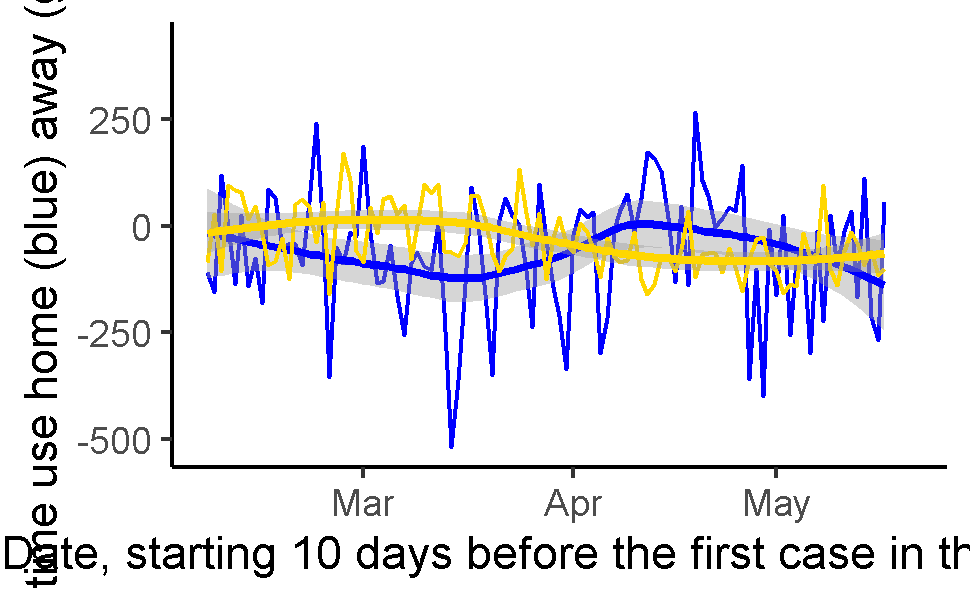 time use home (blue) away (
250
0
-250
-500
Mar Apr May
Date, starting 10 days before the first case in th